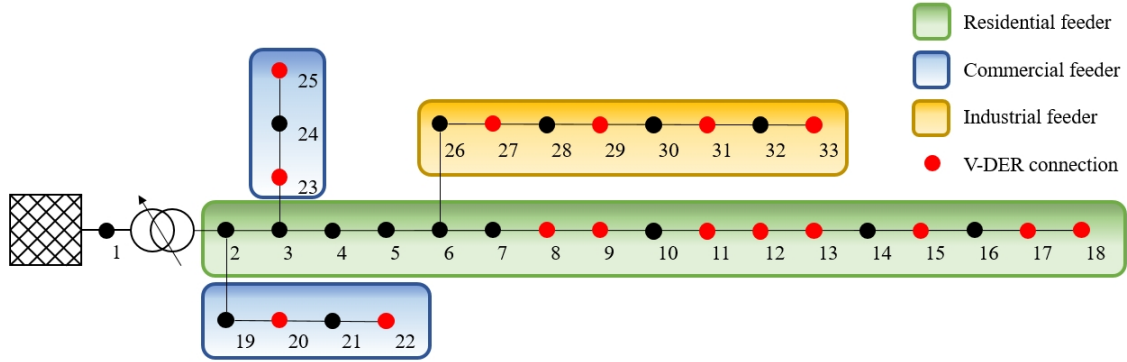 Residential feeder
Commercial feeder
Industrial feeder
V-DER connection
25
24
23
26 27 28 29 30 31 32 33
1 2 3 4 5 6 7 8 9 10 11 12 13 14 15 16 17 18
19 20 21 22